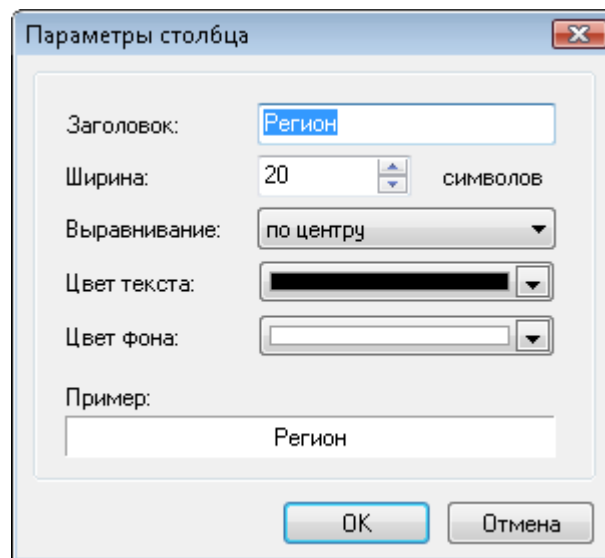 Параметры столбца
Заголовок: Регион
Ширина: 20 символов
Выравнивание: по центру
Цвет текста:
Цвет фона:
Пример:
Регион
OK Отмена